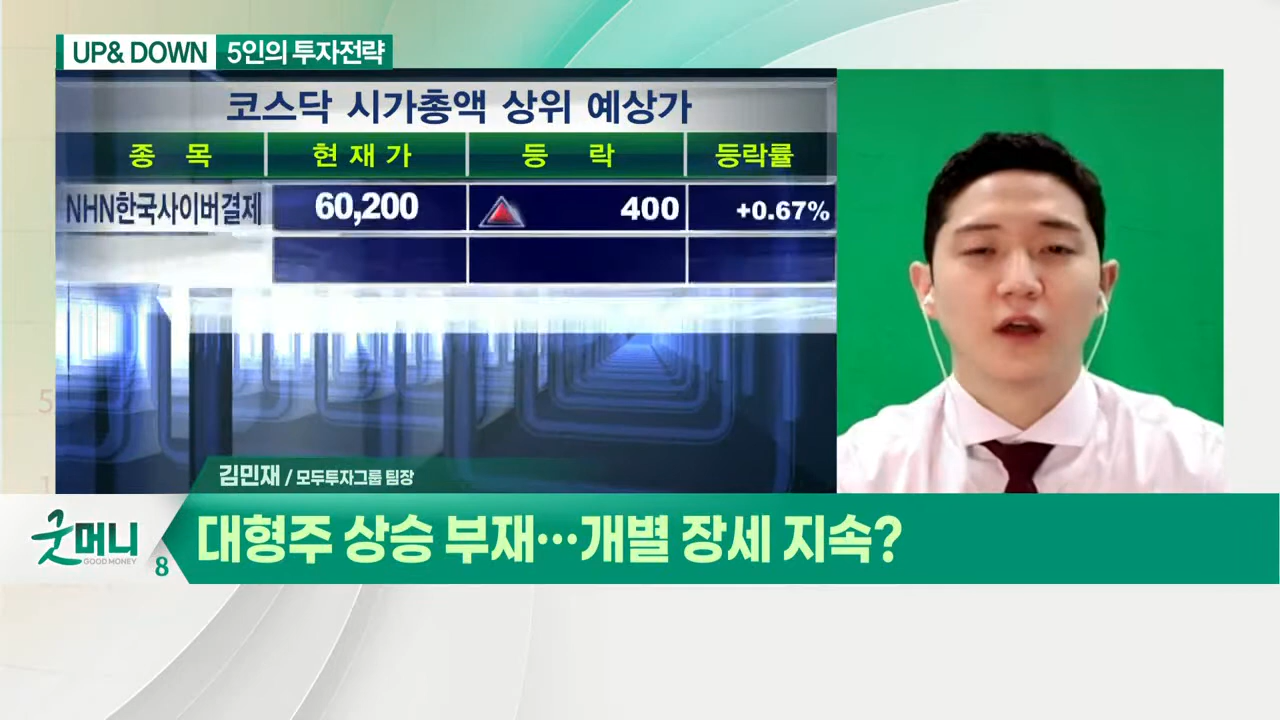 UP& DOWN 5인의 투자전략
코스닥 시가총액 상위 예상가
종 목 현재가 등 락 등락률
NHN한국사이버결제 60,200 400 +0.67%
5
1
김민재 / 모두투자그룹 팀장
굿머니
GOOD MONEY
8
대형주 상승 부재…개별 장세 지속?